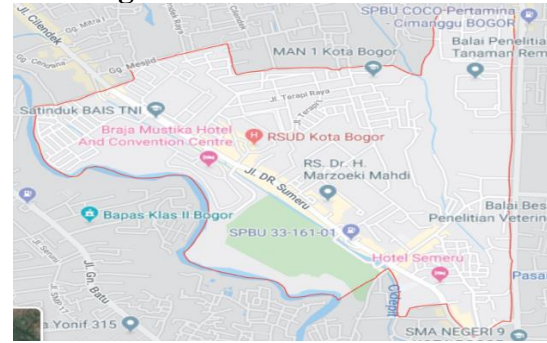 SPBU COCO Pertamina
- Cimanggu BOGOR
Jl. Cilendek
Gg. Mesjid
MAN 1 Kota Bogor
Balai Penelitia
Tanaman Rem
Jl. Terapi Raya
Satinduk BAIS TNI
Braja Mustika Hotel
And Convention Centre
RSUD Kota Bogor
RS. Dr. H.
Marzoeki Mahdi
Jl. DR. Sumeru
Bapas Klas II Bogor
Balai Bes
Penelitian Veterin
SPBU 33-161-01
Hotel Semeru
Jl. Gn. Batu
Pasa
a Yonif 315
SMA NEGERI 9